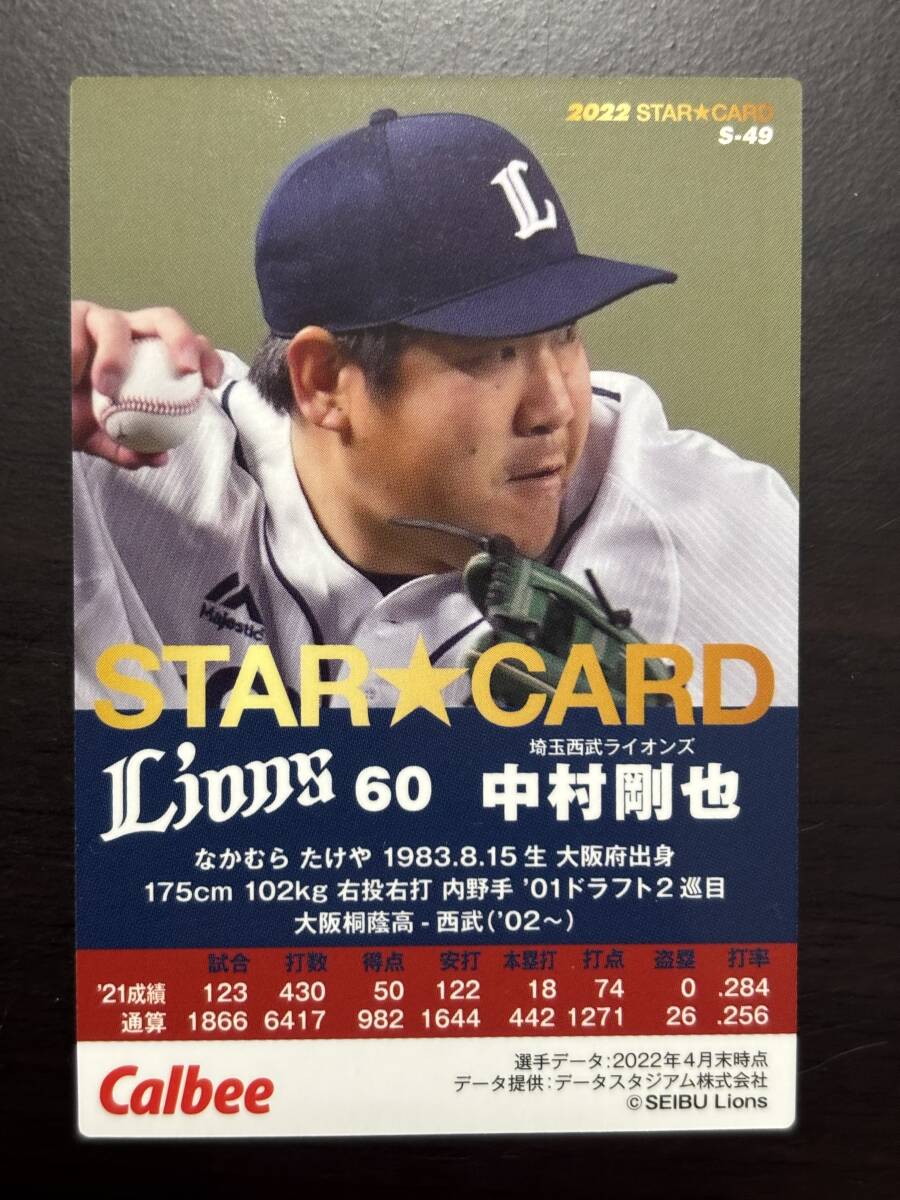 2022 STAR★CARD
S-49
L
Majestic
STAR★CARD
埼玉西武ライオンズ
Lions 60 中村剛也
なかむら たけや 1983.8.15生 大阪府出身
175cm 102kg 右投右打 内野手 '01ドラフト2巡目
大阪桐蔭高 - 西武('02〜)
試合 打数 得点 安打 本塁打 打点 盗塁 打率
'21成績 123 430 50 122 18 74 0 .284
通算 1866 6417 982 1644 442 1271 26 .256
Calbee
選手データ:2022年4月末時点
データ提供:データスタジアム株式会社
©SEIBU Lions